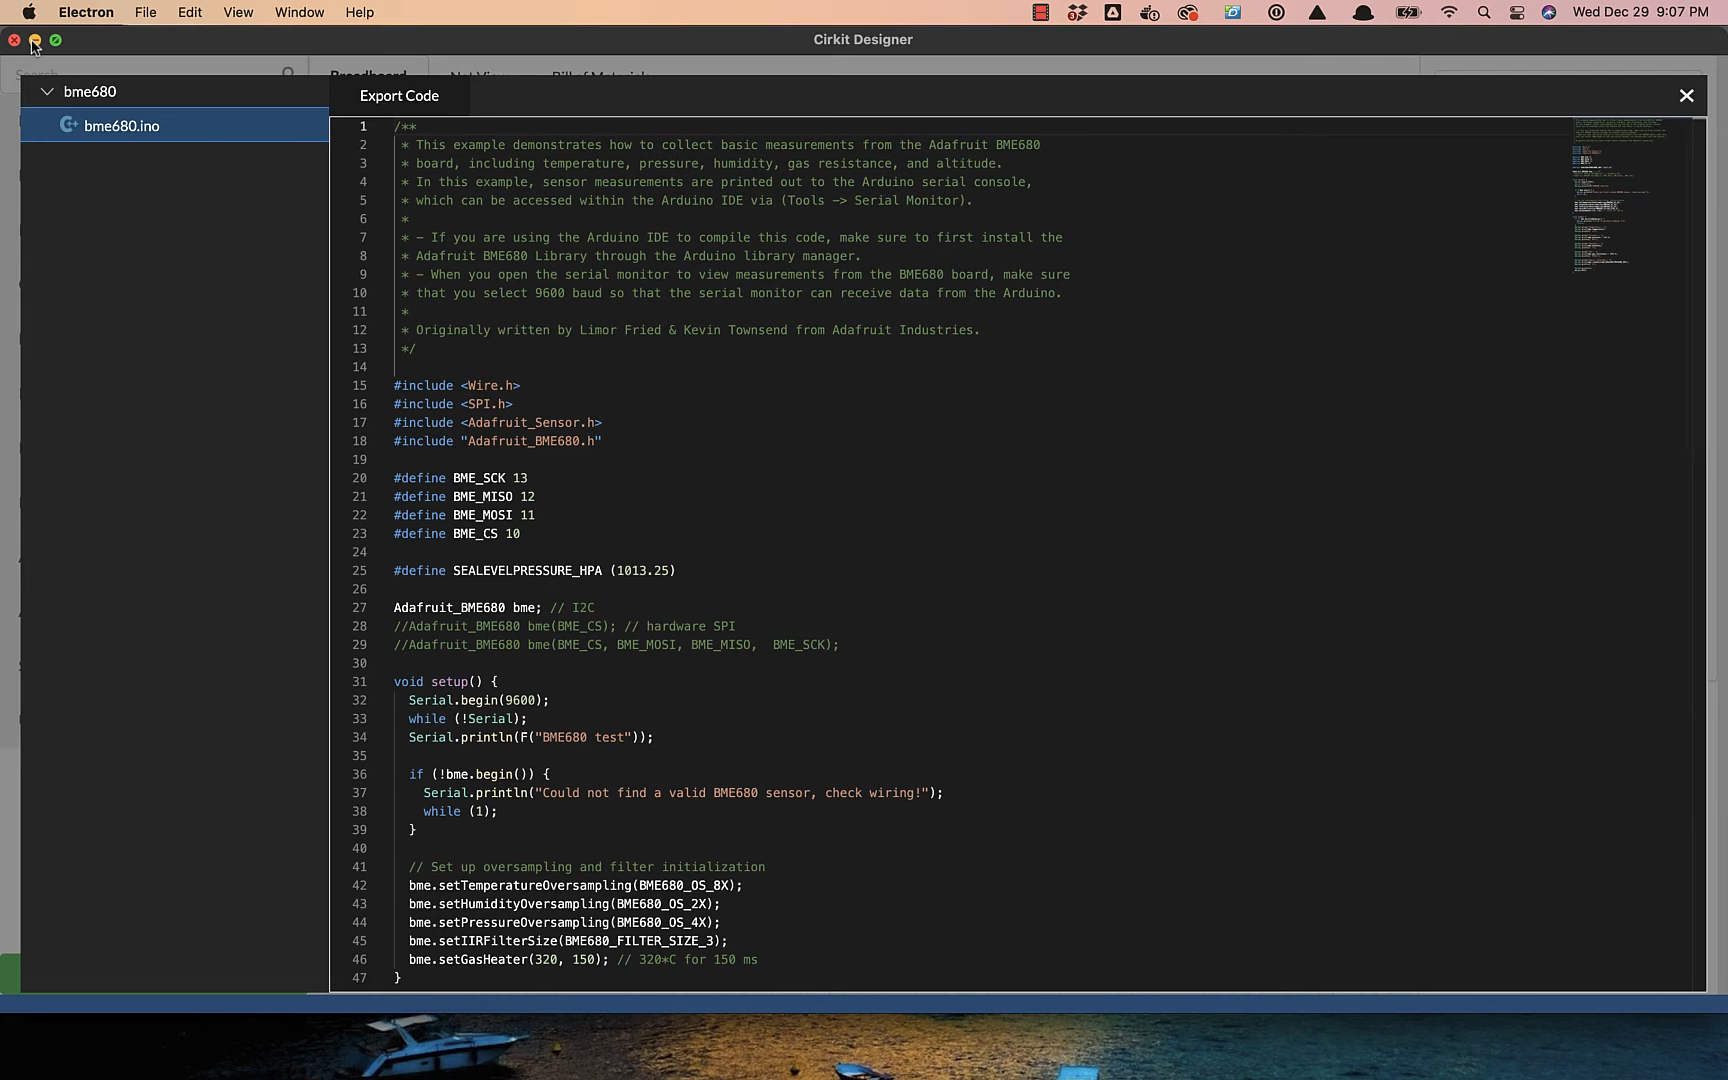 Electron File Edit View Window Help
3
Wed Dec 29 9:07 PM
Cirkit Designer
Search
Breadboard Net View Bill of Materials
bme680
bme680.ino
Export Code
1 /**
2 * This example demonstrates how to collect basic measurements from the Adafruit BME680
3 * board, including temperature, pressure, humidity, gas resistance, and altitude.
4 * In this example, sensor measurements are printed out to the Arduino serial console,
5 * which can be accessed within the Arduino IDE via (Tools -> Serial Monitor).
6 *
7 * - If you are using the Arduino IDE to compile this code, make sure to first install the
8 * Adafruit BME680 Library through the Arduino library manager.
9 * - When you open the serial monitor to view measurements from the BME680 board, make sure
10 * that you select 9600 baud so that the serial monitor can receive data from the Arduino.
11 *
12 * Originally written by Limor Fried & Kevin Townsend from Adafruit Industries.
13 */
14
15 #include <Wire.h>
16 #include <SPI.h>
17 #include <Adafruit_Sensor.h>
18 #include "Adafruit_BME680.h"
19
20 #define BME_SCK 13
21 #define BME_MISO 12
22 #define BME_MOSI 11
23 #define BME_CS 10
24
25 #define SEALEVELPRESSURE_HPA (1013.25)
26
27 Adafruit_BME680 bme; // I2C
28 //Adafruit_BME680 bme(BME_CS); // hardware SPI
29 //Adafruit_BME680 bme(BME_CS, BME_MOSI, BME_MISO,  BME_SCK);
30
31 void setup() {
32 Serial.begin(9600);
33 while (!Serial);
34 Serial.println(F("BME680 test"));
35
36 if (!bme.begin()) {
37 Serial.println("Could not find a valid BME680 sensor, check wiring!");
38 while (1);
39 }
40
41 // Set up oversampling and filter initialization
42 bme.setTemperatureOversampling(BME680_OS_8X);
43 bme.setHumidityOversampling(BME680_OS_2X);
44 bme.setPressureOversampling(BME680_OS_4X);
45 bme.setIIRFilterSize(BME680_FILTER_SIZE_3);
46 bme.setGasHeater(320, 150); // 320*C for 150 ms
47 }